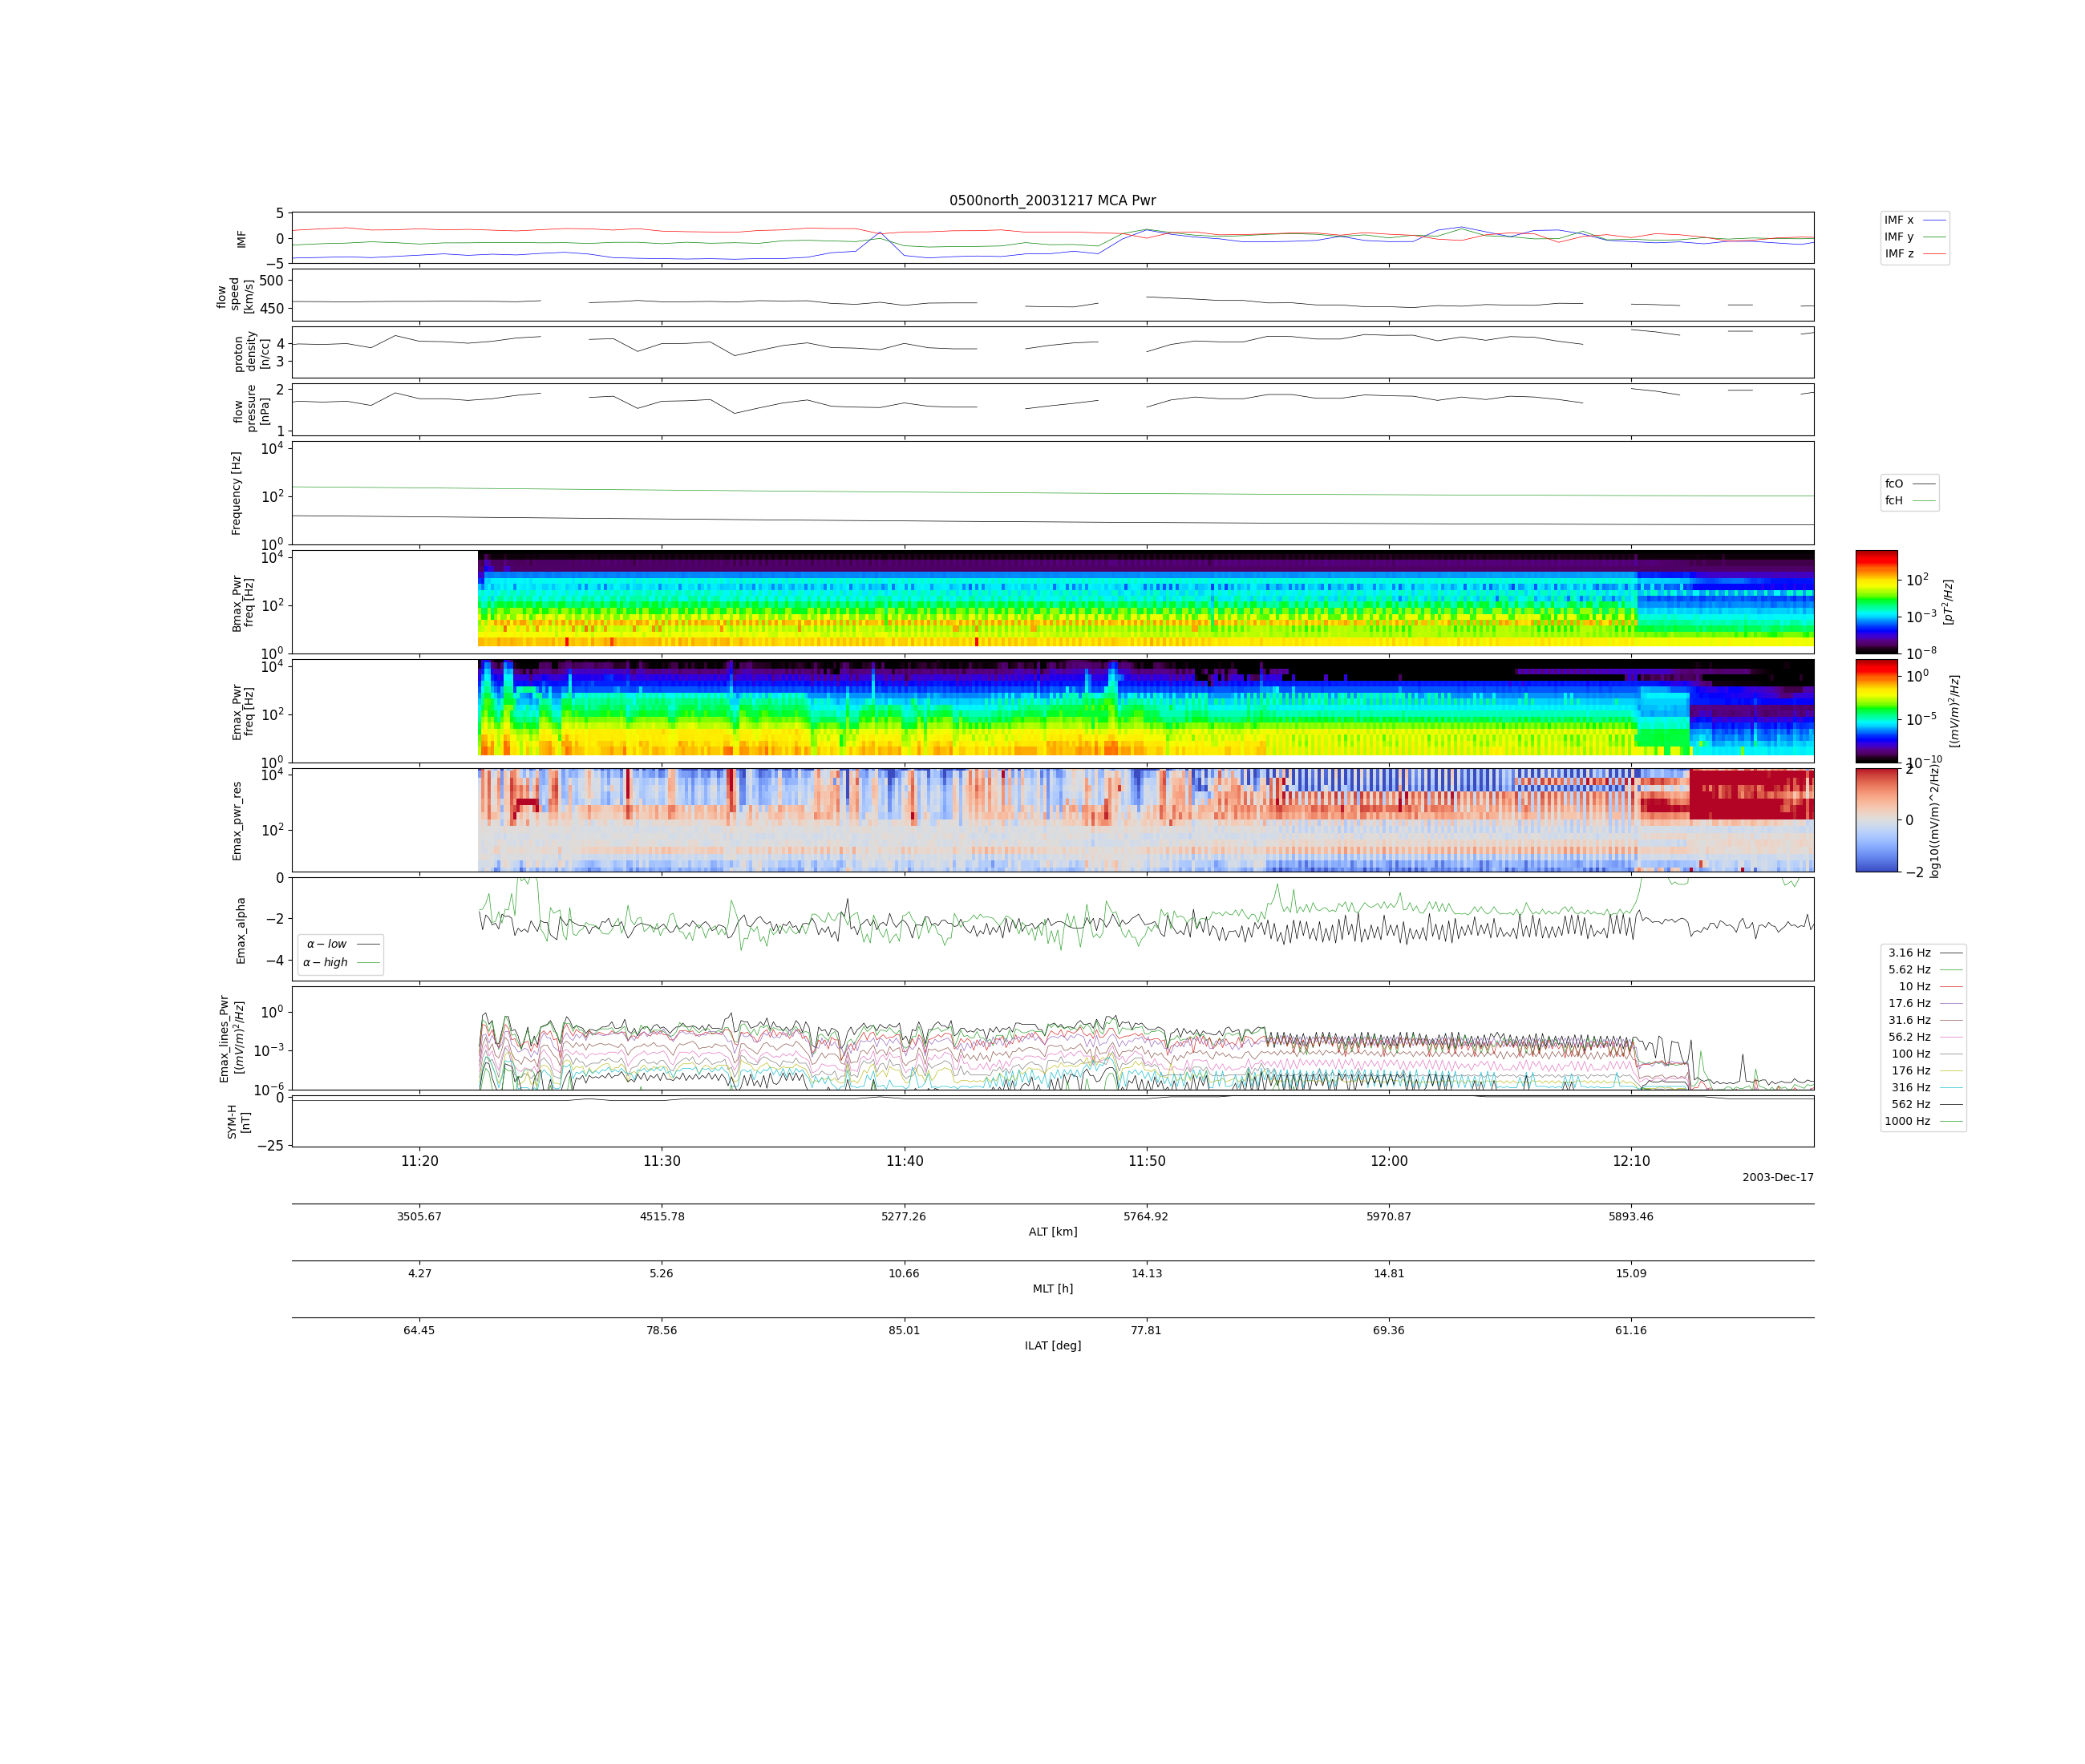 0500north_20031217 MCA Pwr
5
0
−5
IMF
IMF x
IMF y
IMF z
500
450
flow
speed
[km/s]
4
3
proton
density
[n/cc]
2
1
flow
pressure
[nPa]
10^4
10^2
10^0
Frequency [Hz]
fcO
fcH
10^4
10^2
10^0
Bmax_Pwr
freq [Hz]
10^2
10^−3
10^−8
[pT^2/Hz]
10^4
10^2
10^0
Emax_Pwr
freq [Hz]
10^0
10^−5
10^−10
[(mV/m)^2/Hz]
10^4
10^2
Emax_pwr_res
2
0
−2
log10((mV/m)^2/Hz)
0
−2
−4
Emax_alpha
α − low
α − high
10^0
10^−3
10^−6
Emax_lines_Pwr
[(mV/m)^2/Hz]
3.16 Hz
5.62 Hz
10 Hz
17.6 Hz
31.6 Hz
56.2 Hz
100 Hz
176 Hz
316 Hz
562 Hz
1000 Hz
0
−25
SYM-H
[nT]
11:20 11:30 11:40 11:50 12:00 12:10
2003-Dec-17
3505.67 4515.78 5277.26 5764.92 5970.87 5893.46
ALT [km]
4.27 5.26 10.66 14.13 14.81 15.09
MLT [h]
64.45 78.56 85.01 77.81 69.36 61.16
ILAT [deg]